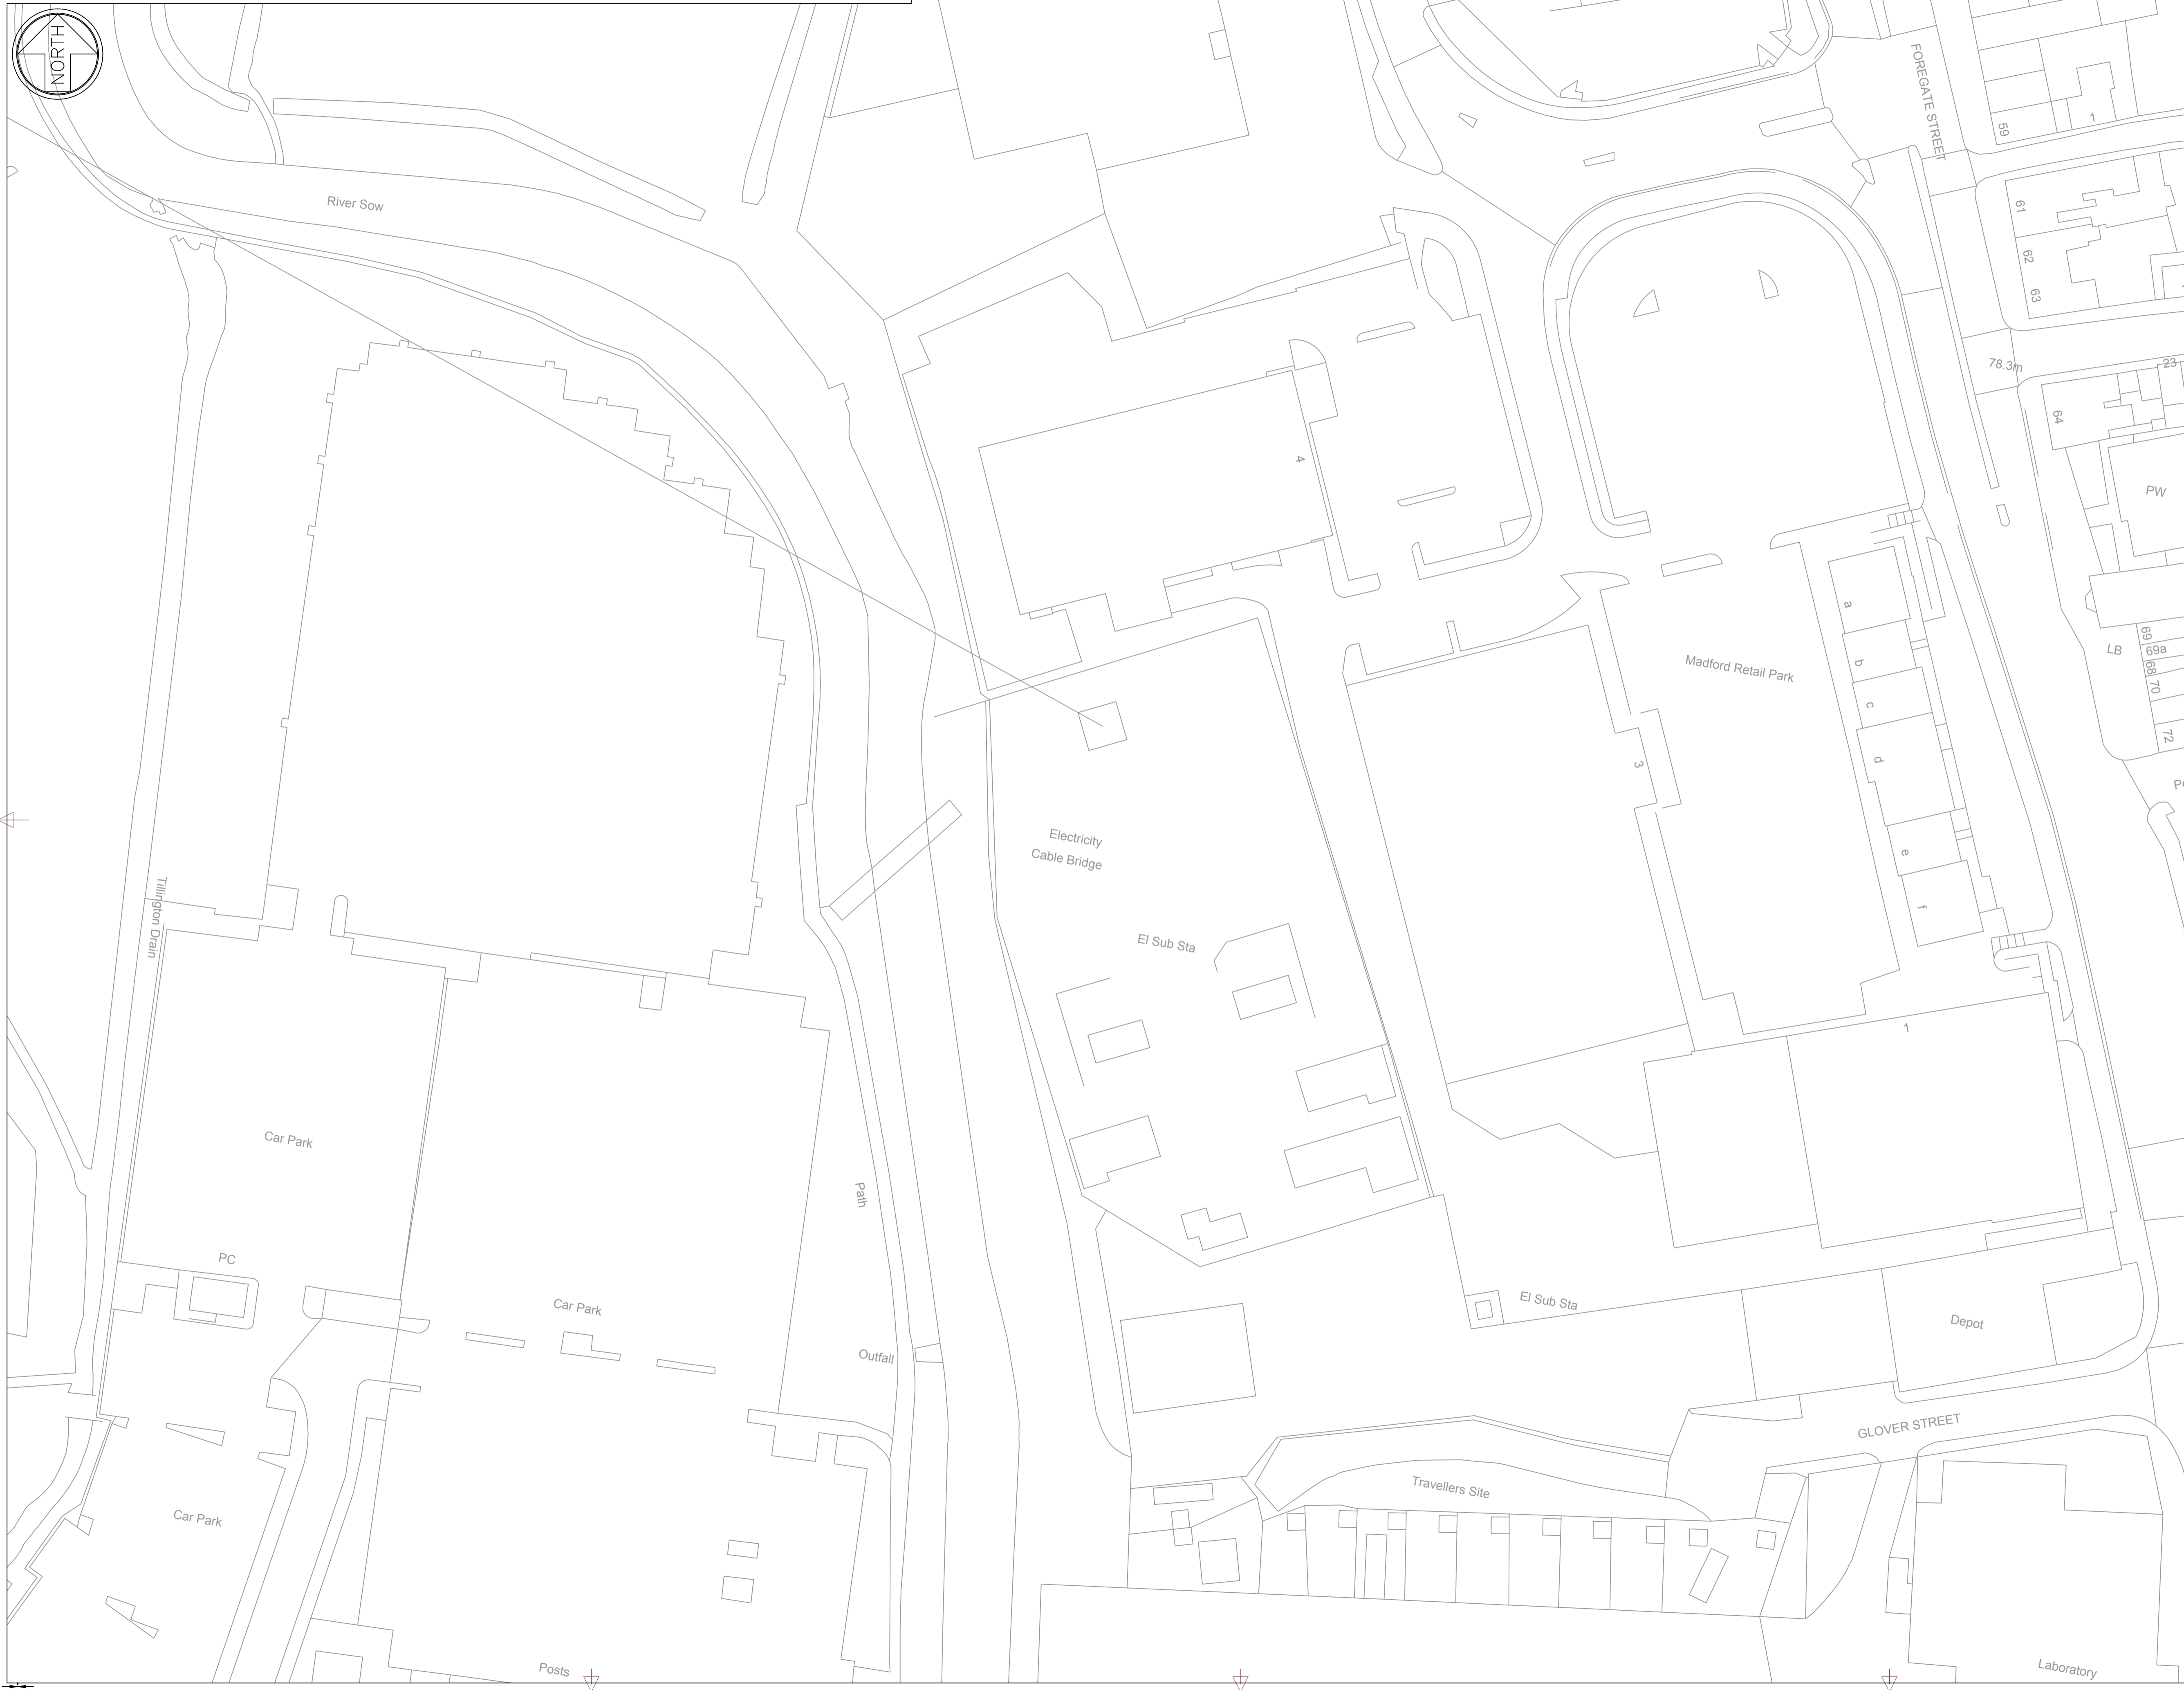 NORTH
FOREGATE STREET
59
1
River Sow
61
62
63
78.3m
23
64
4
PW
a
b
c
d
e
f
LB
69
69a
68
70
72
Madford Retail Park
3
Electricity
Cable Bridge
Tillington Drain
El Sub Sta
1
Car Park
Path
PC
Car Park
El Sub Sta
Depot
Outfall
GLOVER STREET
Travellers Site
Car Park
Posts
Laboratory